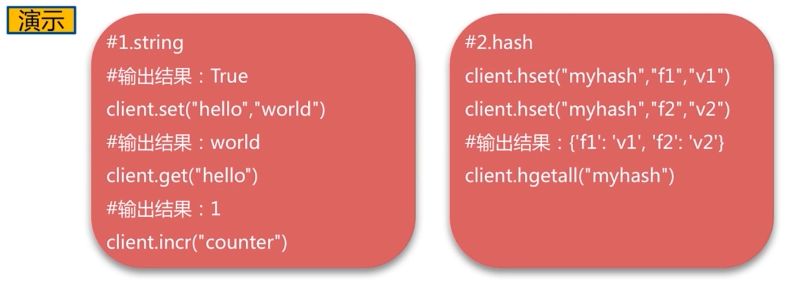 演示
#1.string
#输出结果：True
client.set("hello","world")
#输出结果：world
client.get("hello")
#输出结果：1
client.incr("counter")
#2.hash
client.hset("myhash","f1","v1")
client.hset("myhash","f2","v2")
#输出结果：{'f1': 'v1', 'f2': 'v2'}
client.hgetall("myhash")